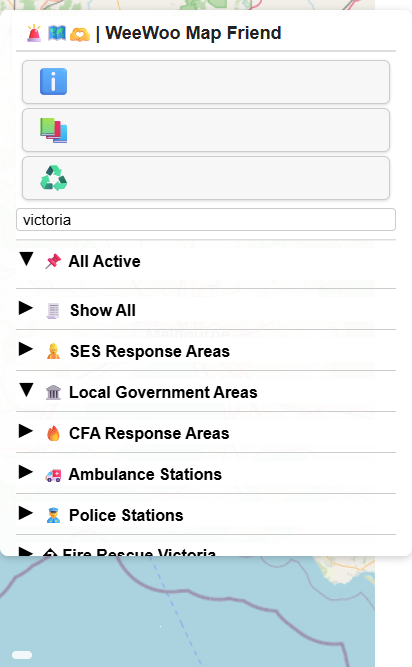 | WeeWoo Map Friend
victoria
All Active
Show All
SES Response Areas
Local Government Areas
CFA Response Areas
Ambulance Stations
Police Stations
Fire Rescue Victoria